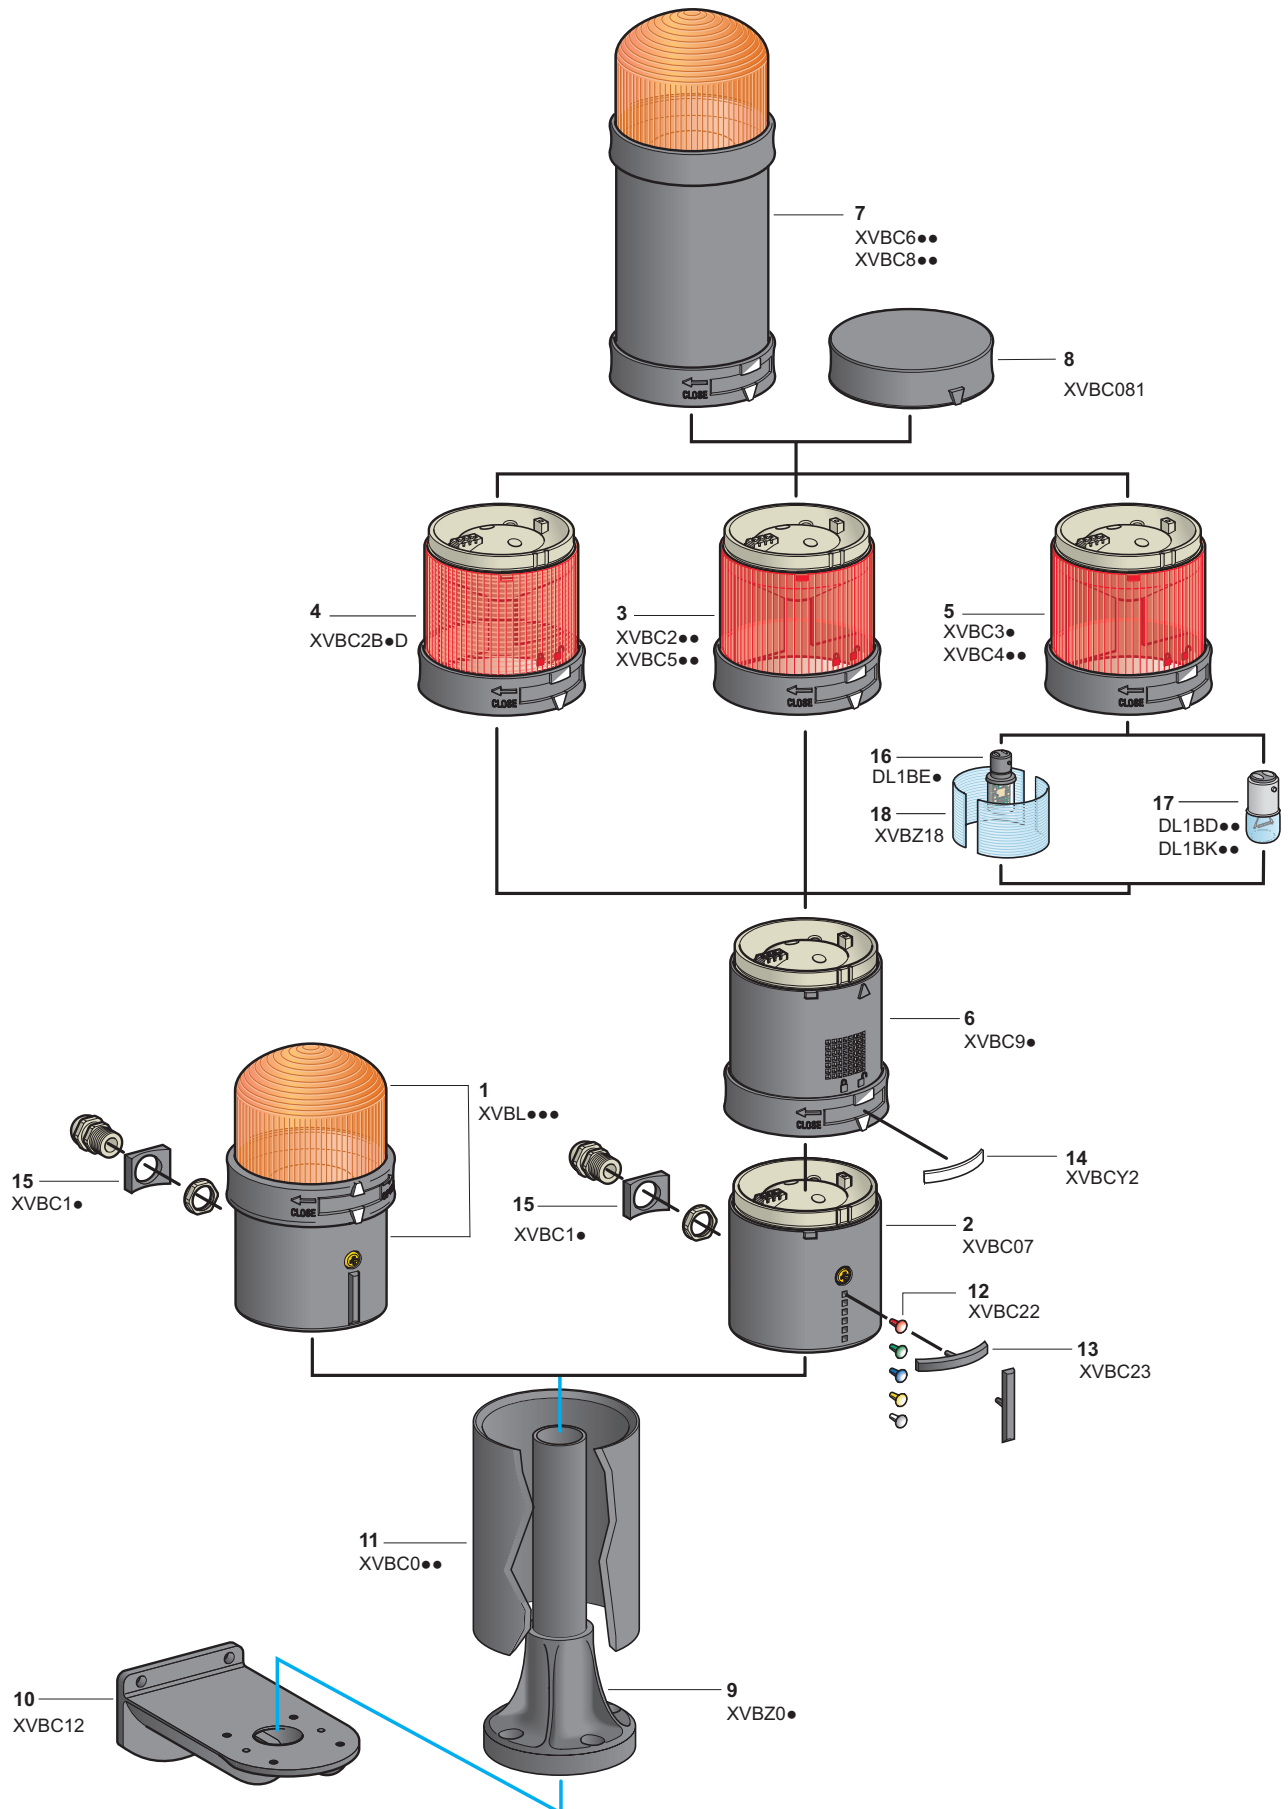 7
XVBC6●●
XVBC8●●
CLOSE
8
XVBC081
4
XVBC2B●D
CLOSE
3
XVBC2●●
XVBC5●●
CLOSE
5
XVBC3●
XVBC4●●
CLOSE
16
DL1BE●
18
XVBZ18
17
DL1BD●●
DL1BK●●
6
XVBC9●
CLOSE
1
XVBL●●●
CLOSE
15
XVBC1●
15
XVBC1●
14
XVBCY2
2
XVBC07
12
XVBC22
13
XVBC23
11
XVBC0●●
10
XVBC12
9
XVBZ0●